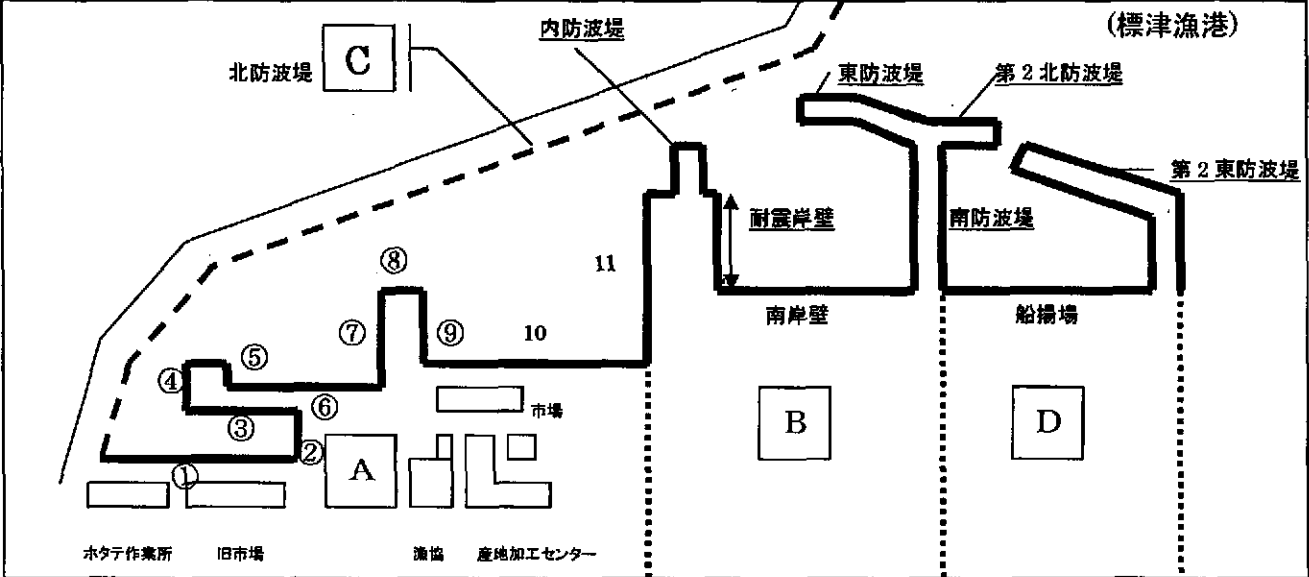 (標津漁港)
内防波堤
北防波堤
C
東防波堤
第2北防波堤
第2東防波堤
耐震岸壁
南防波堤
⑧
11
南岸壁
船揚場
⑦
⑨
10
⑤
④
⑥
市場
③
②
A
B
D
①
ホタテ作業所
旧市場
漁協
産地加工センター